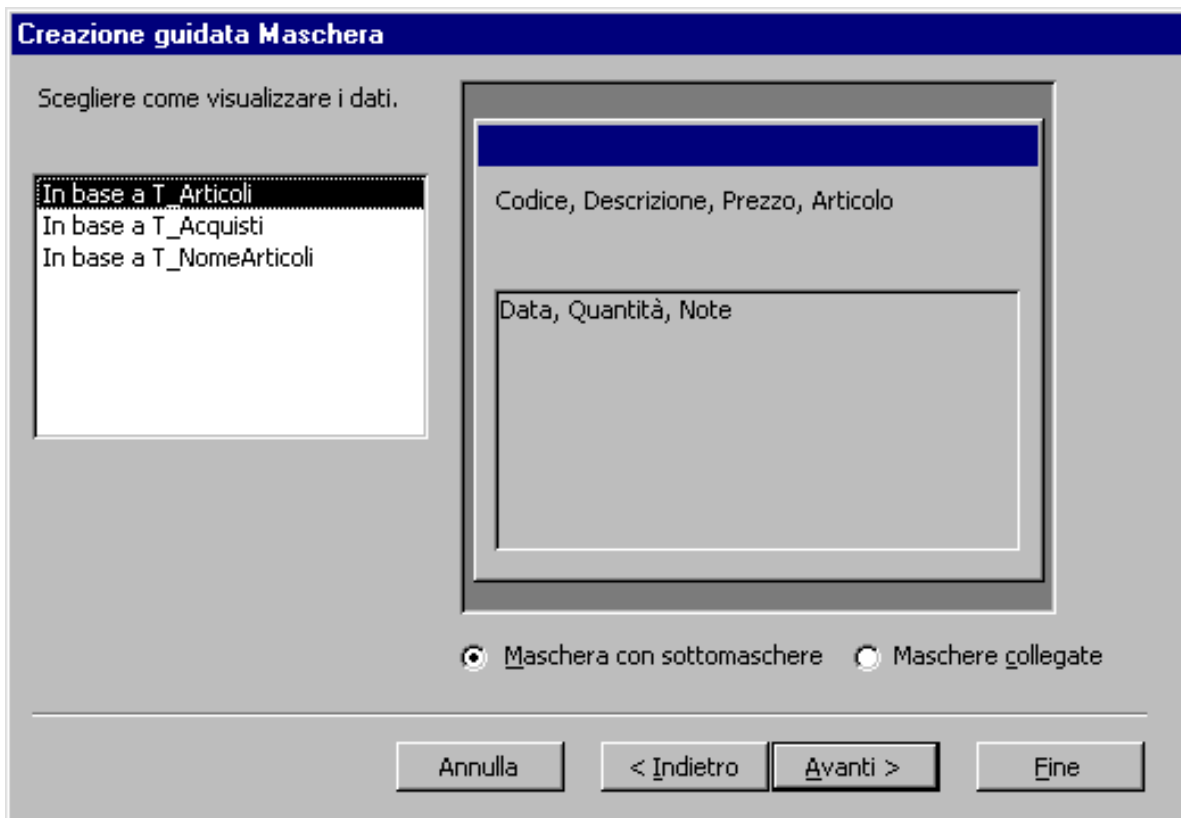 Creazione guidata Maschera
Scegliere come visualizzare i dati.
In base a T_Articoli
In base a T_Acquisti
In base a T_NomeArticoli
Codice, Descrizione, Prezzo, Articolo
Data, Quantità, Note
Maschera con sottomaschere
Maschere collegate
Annulla
< Indietro
Avanti >
Fine